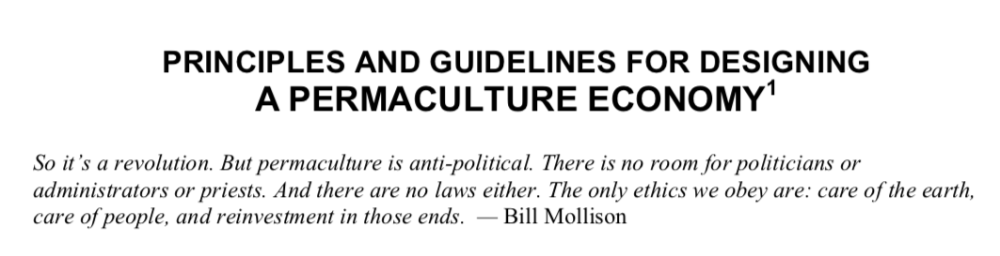 PRINCIPLES AND GUIDELINES FOR DESIGNING
A PERMACULTURE ECONOMY1
So it's a revolution. But permaculture is anti-political. There is no room for politicians or
administrators or priests. And there are no laws either. The only ethics we obey are: care of the earth,
care of people, and reinvestment in those ends. — Bill Mollison